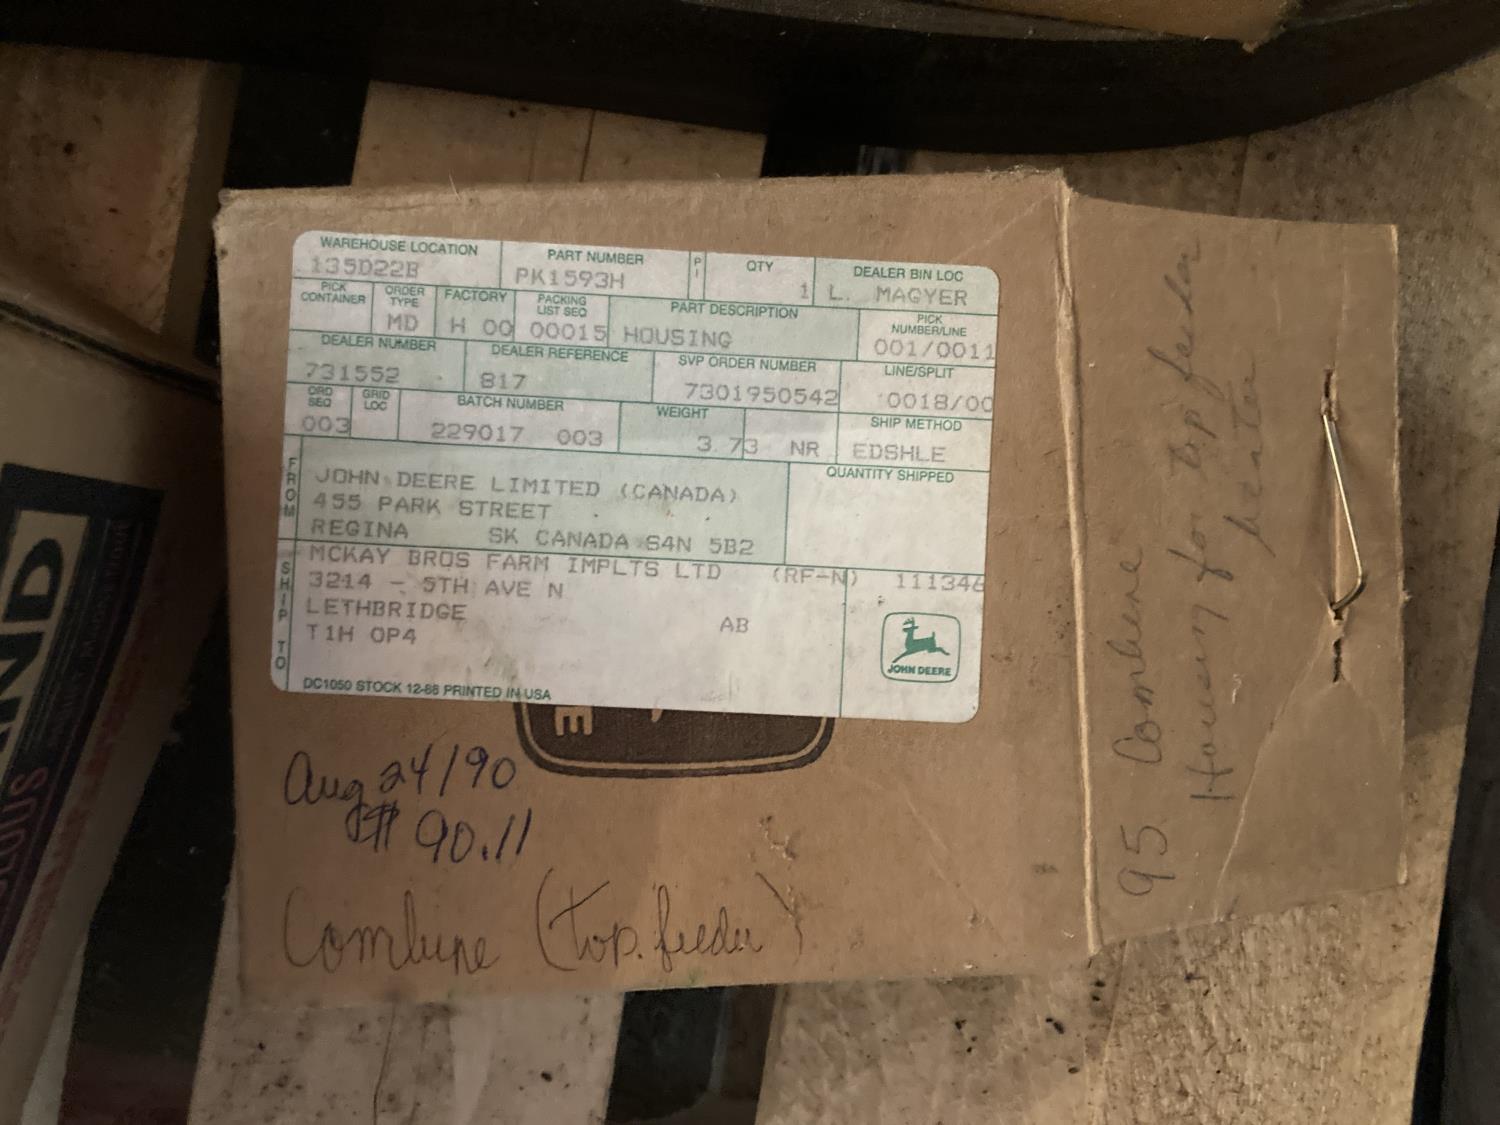 WAREHOUSE LOCATION PART NUMBER P I QTY DEALER BIN LOC
135D22B PK1593H 1 L. MAGYER
PICK CONTAINER ORDER TYPE FACTORY PACKING LIST SEQ PART DESCRIPTION PICK NUMBER/LINE
MD H 00 00015 HOUSING 001/0011
DEALER NUMBER DEALER REFERENCE SVP ORDER NUMBER LINE/SPLIT
731552 817 7301950542 0018/00
ORD SEQ GRID LOC BATCH NUMBER WEIGHT SHIP METHOD
003 229017 003 3.73 NR EDSHLE
QUANTITY SHIPPED
FROM
JOHN DEERE LIMITED (CANADA)
455 PARK STREET
REGINA SK CANADA S4N 5B2
SHIP TO
MCKAY BROS FARM IMPLTS LTD (RF-N) 111346
3214 - 5TH AVE N
LETHBRIDGE AB
T1H 0P4
JOHN DEERE
DC1050 STOCK 12-88 PRINTED IN USA
E
Aug 24/90
$90.11
Combine (top feeder)
95 Combine
Housing for top feeder
beater
ND